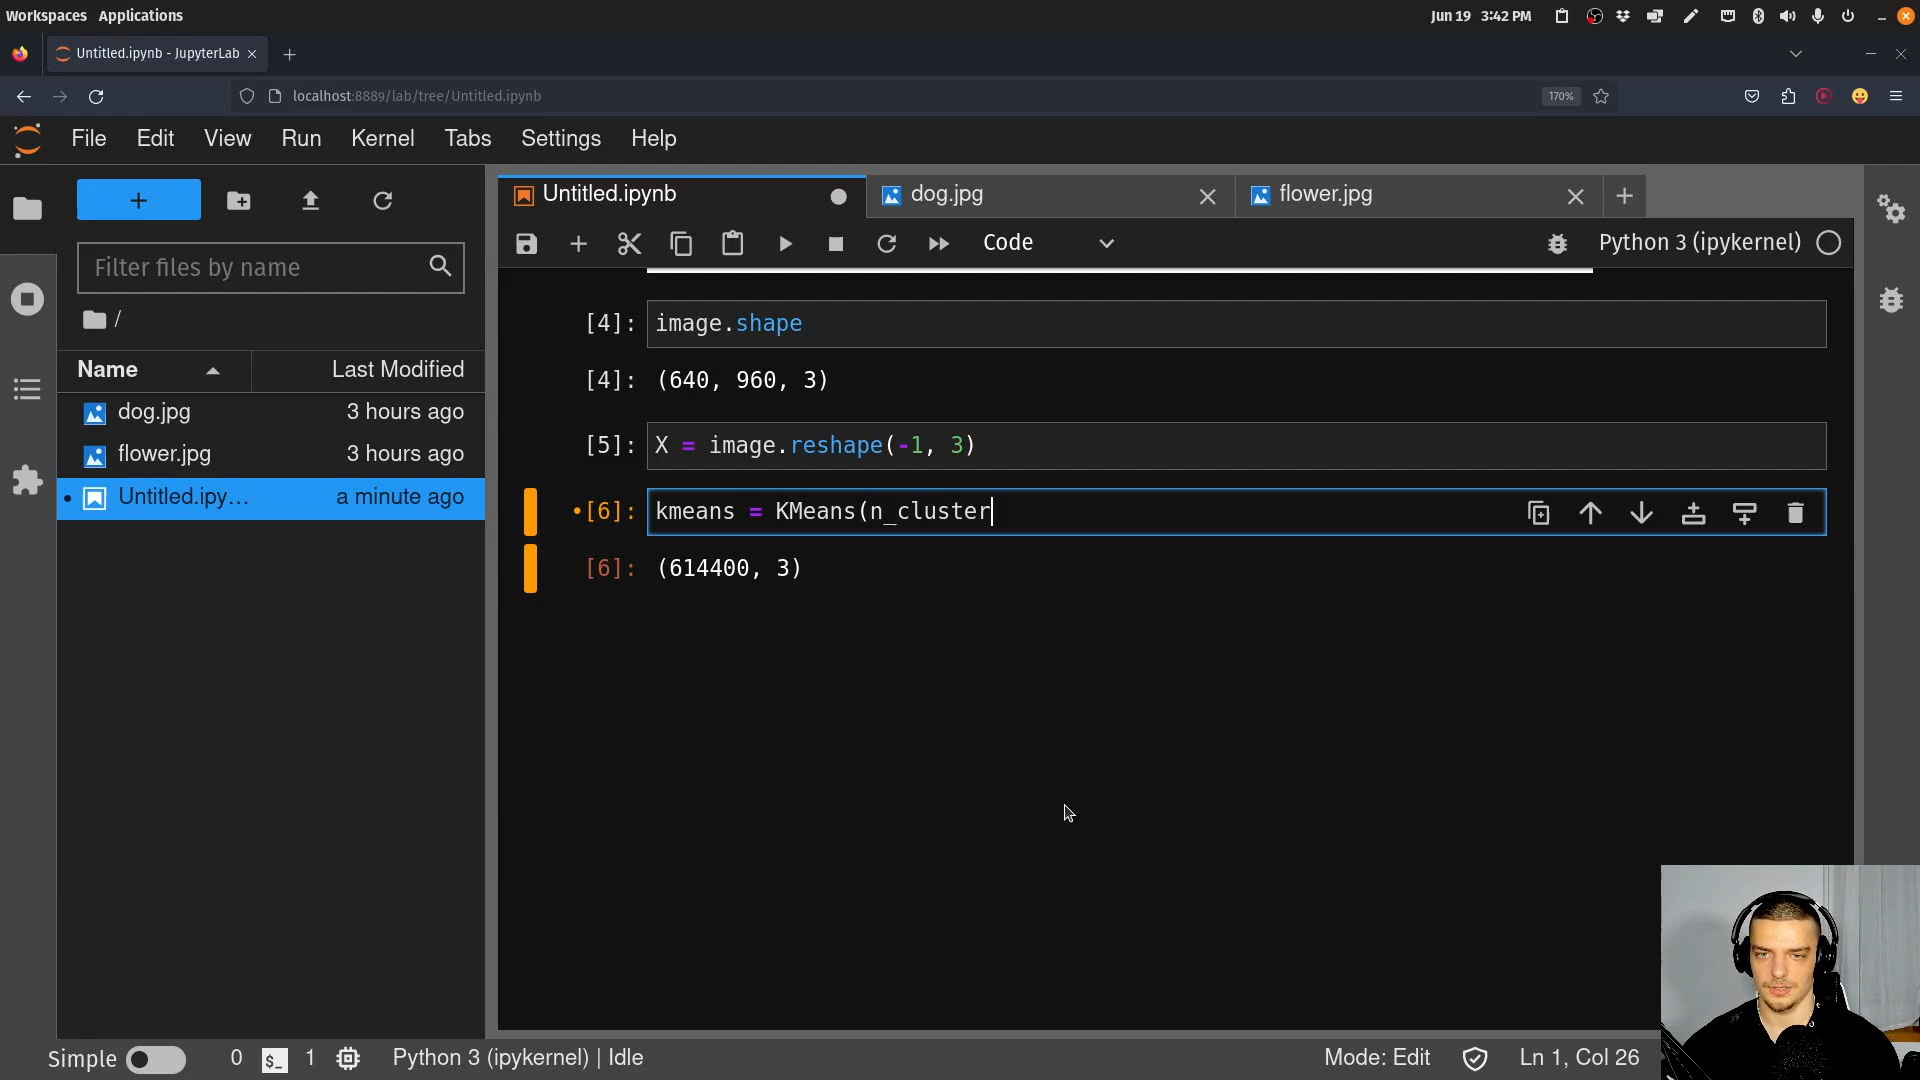 Workspaces Applications
Jun 19 3:42 PM
Untitled.ipynb - JupyterLab
localhost:8889/lab/tree/Untitled.ipynb
170%
File Edit View Run Kernel Tabs Settings Help
Untitled.ipynb
dog.jpg
flower.jpg
Code
Python 3 (ipykernel)
Filter files by name
/
Name Last Modified
dog.jpg 3 hours ago
flower.jpg 3 hours ago
Untitled.ipy... a minute ago
[4]: image.shape
[4]: (640, 960, 3)
[5]: X = image.reshape(-1, 3)
•[6]: kmeans = KMeans(n_cluster
[6]: (614400, 3)
Simple 0 $_ 1 Python 3 (ipykernel) | Idle
Mode: Edit Ln 1, Col 26